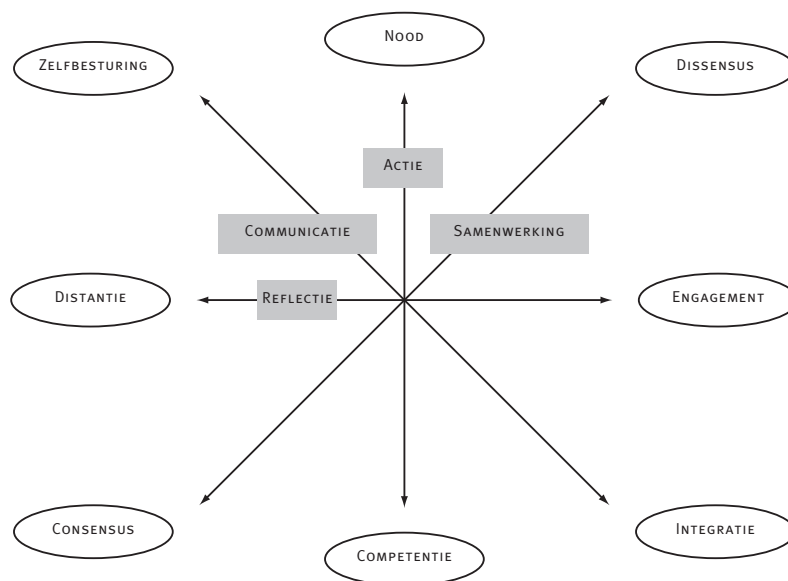 Nood
Zelfbesturing
Dissensus
Actie
Communicatie
Samenwerking
Distantie
Reflectie
Engagement
Consensus
Competentie
Integratie